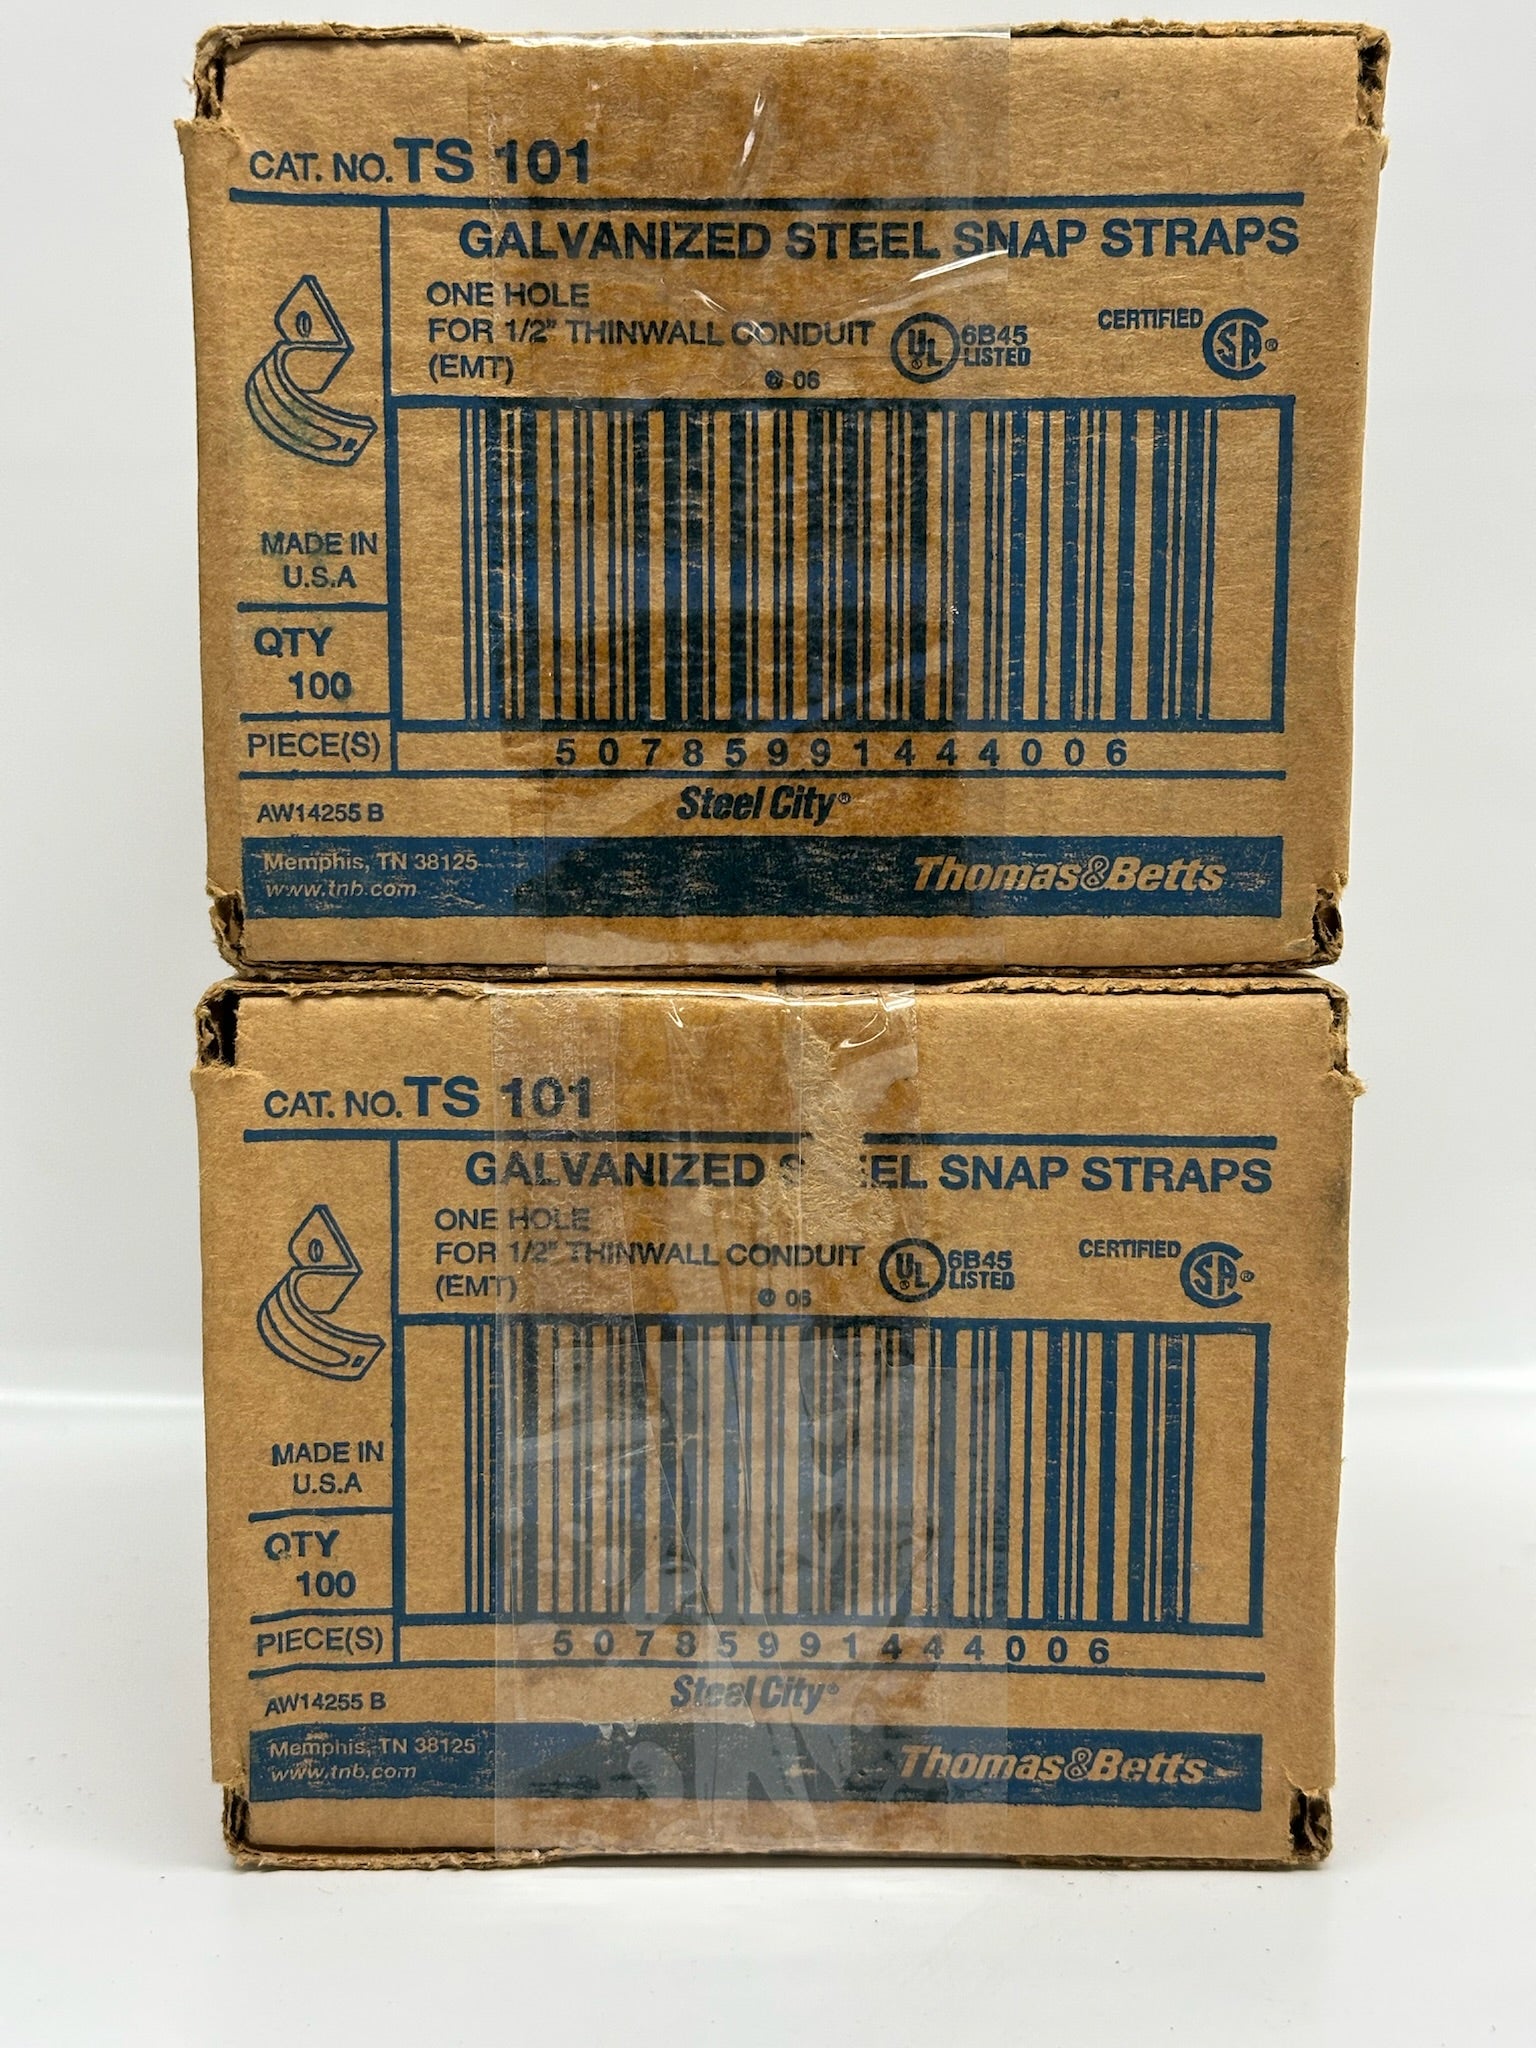 CAT. NO. TS 101
GALVANIZED STEEL SNAP STRAPS
ONE HOLE
FOR 1/2" THINWALL CONDUIT
(EMT)
UL ® 6B45
LISTED
CERTIFIED SA ®
06
MADE IN
U.S.A
QTY
100
PIECE(S)
5 0 7 8 5 9 9 1 4 4 4 0 0 6
AW14255 B
Steel City®
Memphis, TN 38125
www.tnb.com
Thomas&Betts
CAT. NO. TS 101
GALVANIZED S EEL SNAP STRAPS
ONE HOLE
FOR 1/2" THINWALL CONDUIT
(EMT)
UL ® 6B45
LISTED
CERTIFIED SA ®
06
MADE IN
U.S.A
QTY
100
PIECE(S)
5 0 7 8 5 9 9 1 4 4 4 0 0 6
AW14255 B
Steel City®
Memphis, TN 38125
www.tnb.com
Thomas&Betts